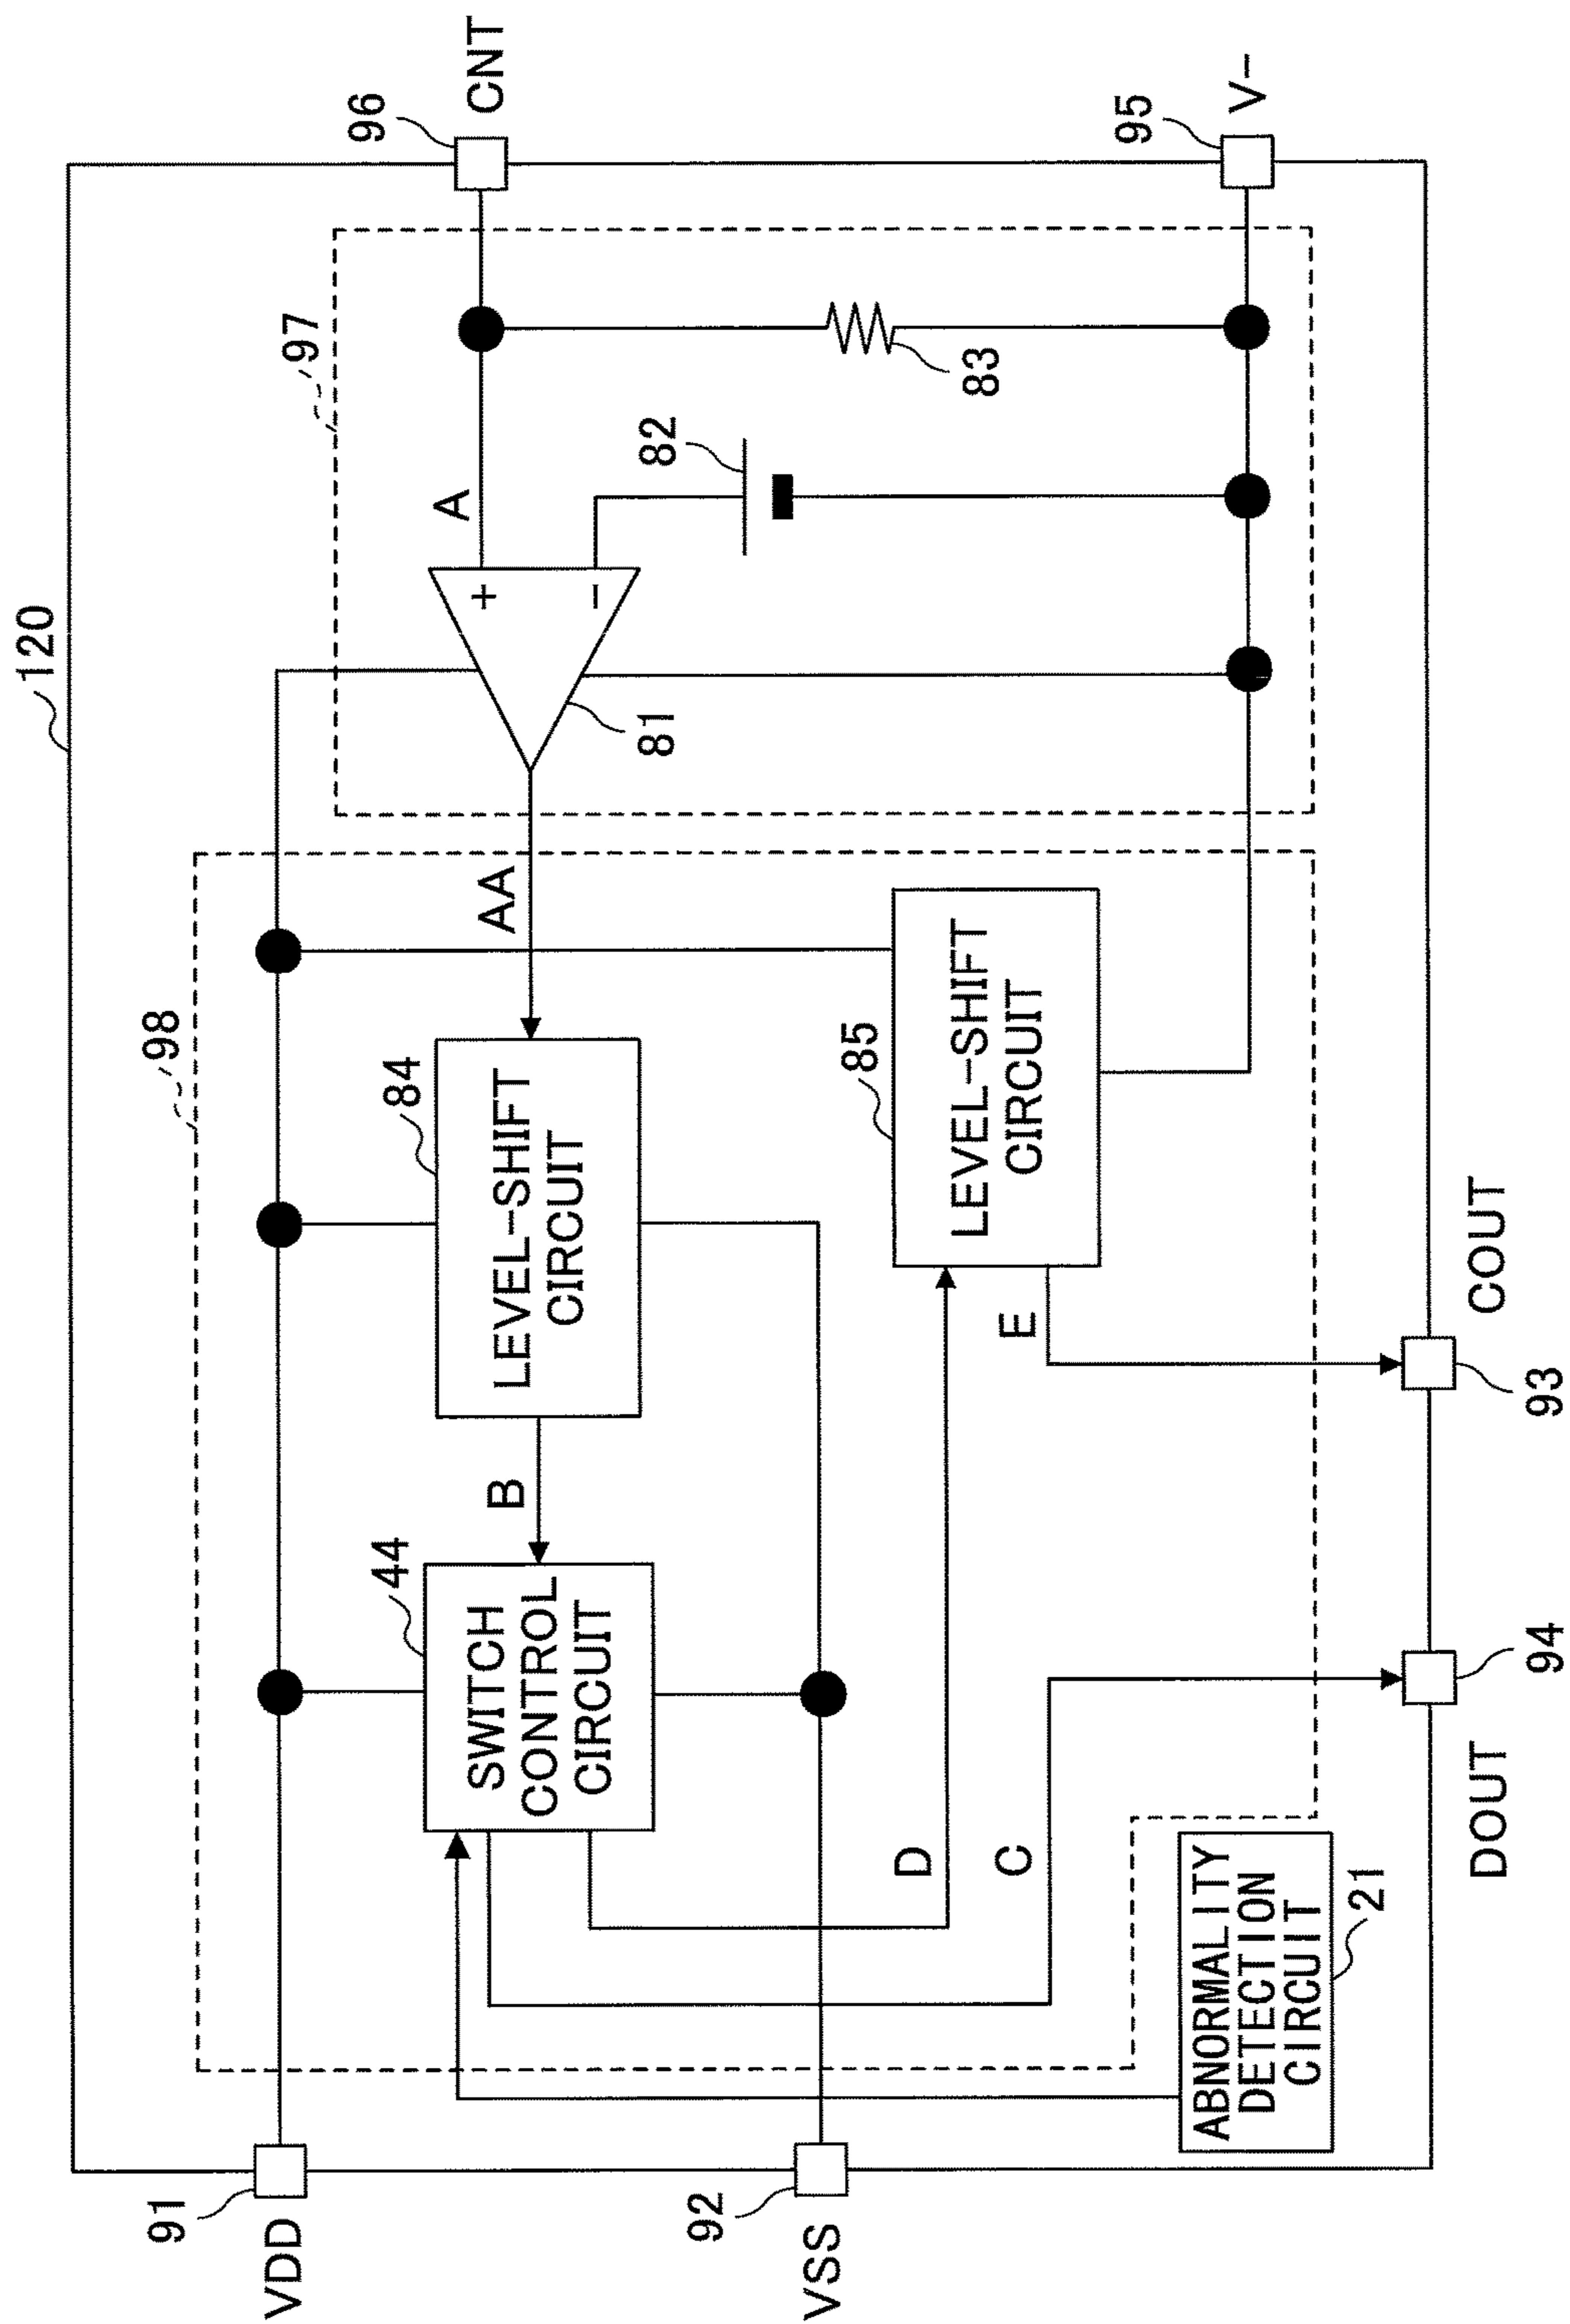 120
98
97
91
VDD
44
SWITCH
CONTROL
CIRCUIT
B
84
LEVEL-SHIFT
CIRCUIT
AA
81
+
−
A
82
83
96
CNT
92
VSS
D
C
E
85
LEVEL-SHIFT
CIRCUIT
95
V−
ABNORMALITY
DETECTION
CIRCUIT
21
94
DOUT
93
COUT